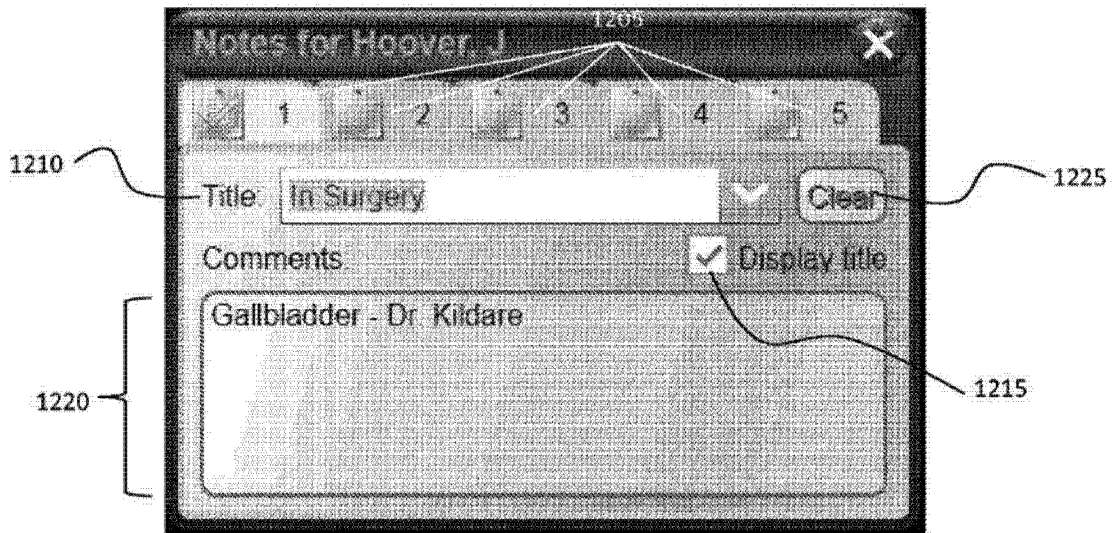 1205
Notes for Hoover, J
1 2 3 4 5
1210
Title: In Surgery Clear
1225
Comments Display title
Gallbladder - Dr. Kildare
1220
1215